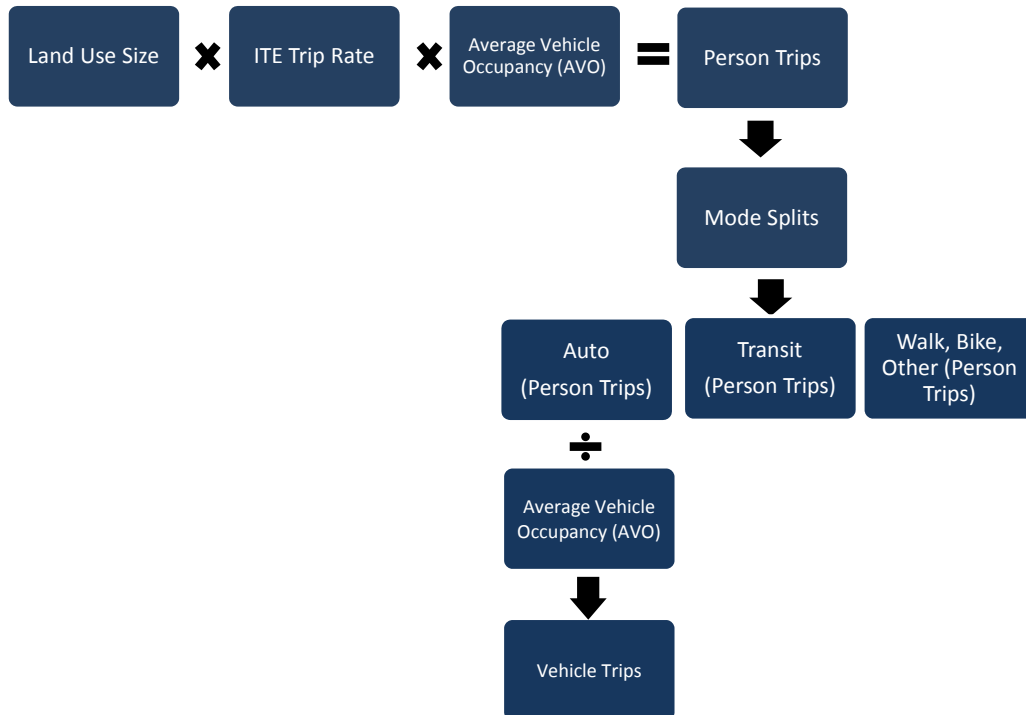 Land Use Size
ITE Trip Rate
Average Vehicle
Occupancy (AVO)
Person Trips
Mode Splits
Auto
(Person Trips)
Transit
(Person Trips)
Walk, Bike,
Other (Person
Trips)
Average Vehicle
Occupancy (AVO)
Vehicle Trips